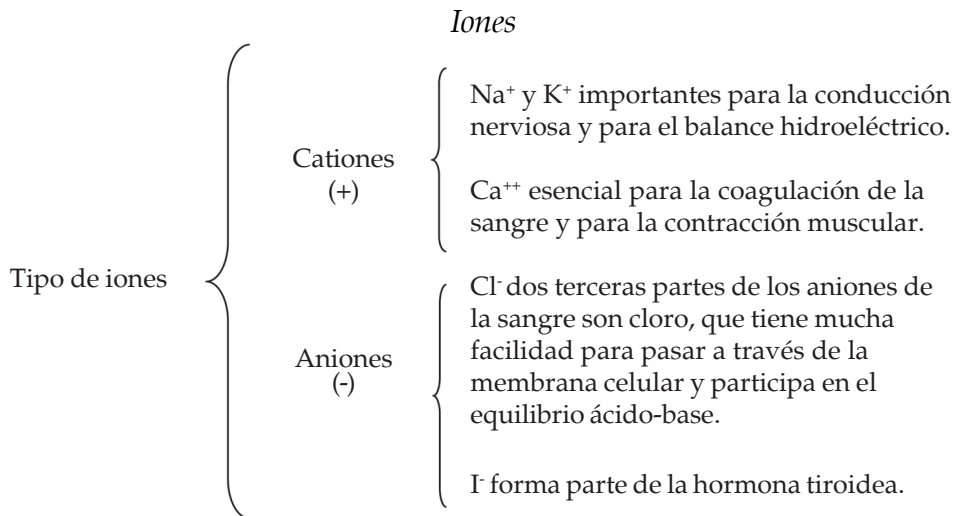 Iones
Tipo de iones
Cationes
(+)
Na⁺ y K⁺ importantes para la conducción
nerviosa y para el balance hidroeléctrico.
Ca⁺⁺ esencial para la coagulación de la
sangre y para la contracción muscular.
Aniones
(-)
Cl⁻ dos terceras partes de los aniones de
la sangre son cloro, que tiene mucha
facilidad para pasar a través de la
membrana celular y participa en el
equilibrio ácido-base.
I⁻ forma parte de la hormona tiroidea.